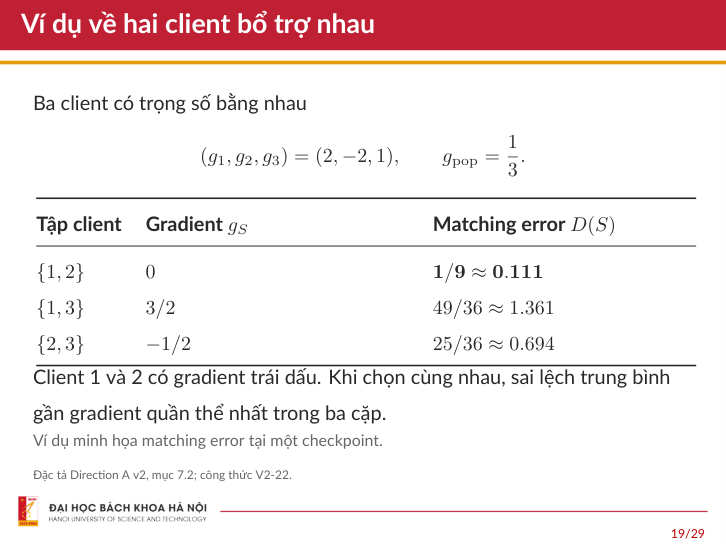 Ví dụ về hai client bổ trợ nhau
Ba client có trọng số bằng nhau
(g₁, g₂, g₃) = (2, −2, 1), g_pop = 1/3.
Tập client Gradient g_S Matching error D(S)
{1, 2} 0 1/9 ≈ 0.111
{1, 3} 3/2 49/36 ≈ 1.361
{2, 3} −1/2 25/36 ≈ 0.694
Client 1 và 2 có gradient trái dấu. Khi chọn cùng nhau, sai lệch trung bình
gần gradient quần thể nhất trong ba cặp.
Ví dụ minh họa matching error tại một checkpoint.
Đặc tả Direction A v2, mục 7.2; công thức V2-22.
ĐẠI HỌC BÁCH KHOA HÀ NỘI
HANOI UNIVERSITY OF SCIENCE AND TECHNOLOGY
19/29